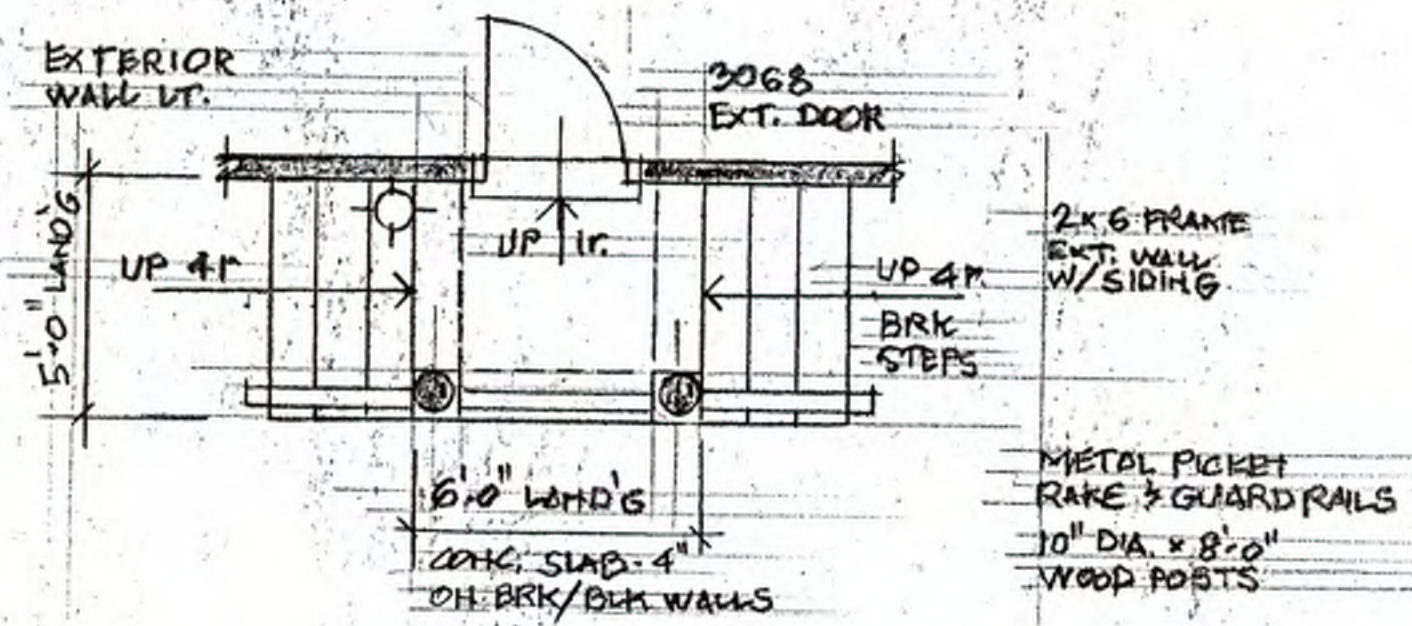 EXTERIOR
WALL LT.
3068
EXT. DOOR
5'-0" LAND'G
UP 4r
UP 1r.
UP 4r.
BRK
STEPS
2x6 FRAME
EXT. WALL
W/SIDING
6'-0" LAND'G
CONC. SLAB-4"
ON BRK/BLK WALLS
METAL PICKET
RAKE & GUARD RAILS
10" DIA. x 8'-0"
WOOD POSTS